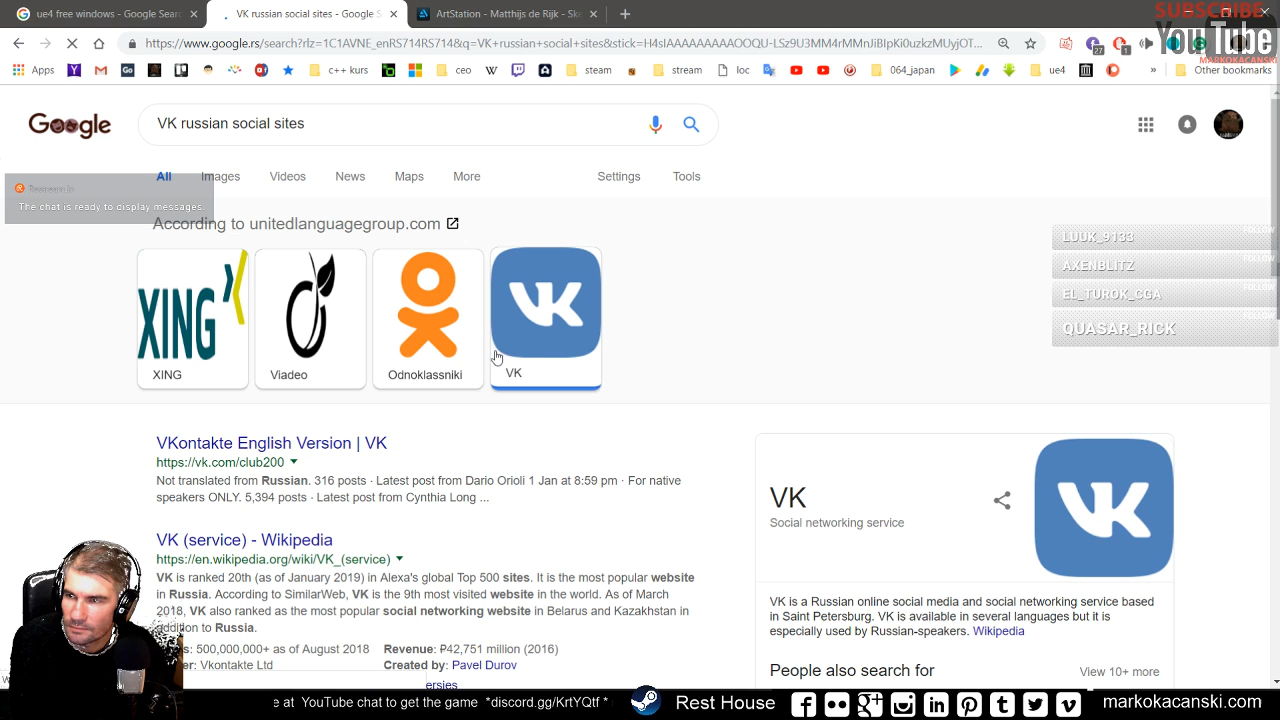 ue4 free windows - Google Search
VK russian social sites - Google S
ArtStation - Matthijs de Rijk - Sk
SUBSCRIBE
YouTube
MARKOKACANSKI.COM
https://www.google.rs/search?rlz=1C1AVNE_enRS714RS714&q=VK+russian+social+sites&stick=H4sIAAAAAAAAAOOQU-LSz9U3MM4rMMnJiBIpKi0uzkzMUyjOT...
Apps
c++ kurs
ceo
steam
stream
loc
064_japan
ue4
»
Other bookmarks
Google
VK russian social sites
All
Images
Videos
News
Maps
More
Settings
Tools
Restream.io
The chat is ready to display messages.
According to unitedlanguagegroup.com
LUUK_9133
FOLLOW
AXENBLITZ
FOLLOW
EL_TUROK_CGA
FOLLOW
QUASAR_RICK
FOLLOW
XING
XING
Viadeo
Odnoklassniki
VK
VKontakte English Version | VK
https://vk.com/club200
Not translated from Russian. 316 posts · Latest post from Dario Orioli 1 Jan at 8:59 pm · For native
speakers ONLY. 5,394 posts · Latest post from Cynthia Long ...
VK (service) - Wikipedia
https://en.wikipedia.org/wiki/VK_(service)
VK is ranked 20th (as of January 2019) in Alexa's global Top 500 sites. It is the most popular website
in Russia. According to SimilarWeb, VK is the 9th most visited website in the world. As of March
2018, VK also ranked as the most popular social networking website in Belarus and Kazakhstan in
addition to Russia.
500,000,000+ as of August 2018
Revenue: ₽42,751 million (2016)
Vkontakte Ltd
Created by: Pavel Durov
VK
Social networking service
VK is a Russian online social media and social networking service based
in Saint Petersburg. VK is available in several languages but it is
especially used by Russian-speakers. Wikipedia
People also search for
View 10+ more
e at YouTube chat to get the game *discord.gg/KrtYQtf *
Rest House
markokacanski.com